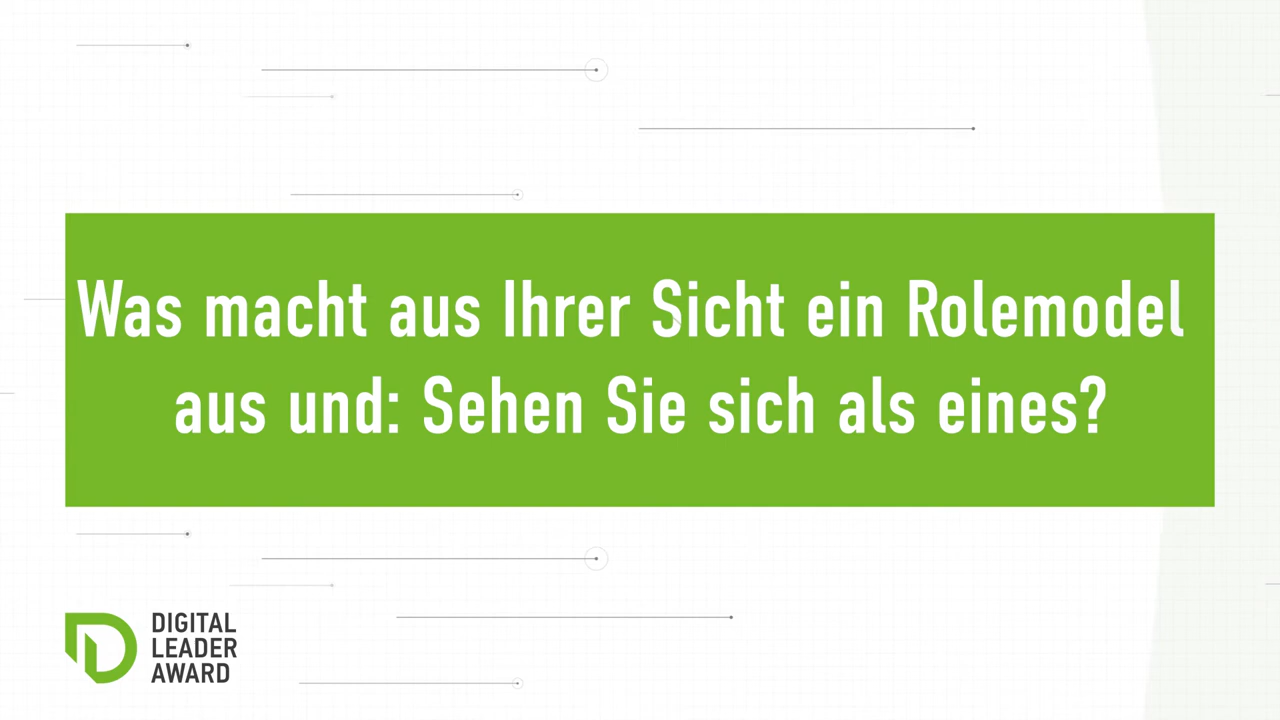 Was macht aus Ihrer Sicht ein Rolemodel
aus und: Sehen Sie sich als eines?
DIGITAL
LEADER
AWARD